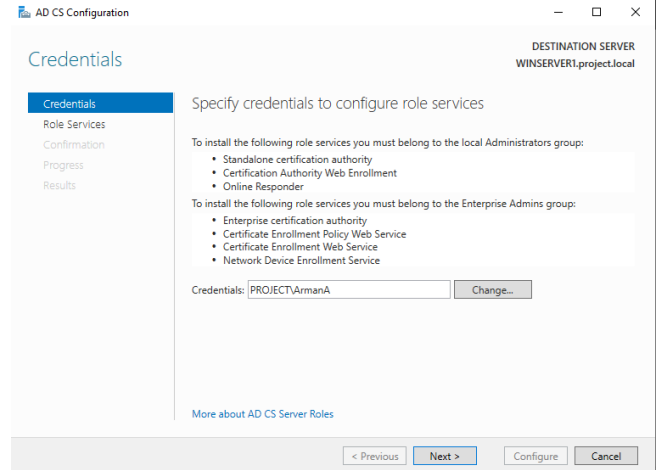 AD CS Configuration
Credentials
DESTINATION SERVER
WINSERVER1.project.local
Credentials
Role Services
Confirmation
Progress
Results
Specify credentials to configure role services
To install the following role services you must belong to the local Administrators group:
• Standalone certification authority
• Certification Authority Web Enrollment
• Online Responder
To install the following role services you must belong to the Enterprise Admins group:
• Enterprise certification authority
• Certificate Enrollment Policy Web Service
• Certificate Enrollment Web Service
• Network Device Enrollment Service
Credentials: PROJECT\ArmanA Change...
More about AD CS Server Roles
< Previous Next > Configure Cancel